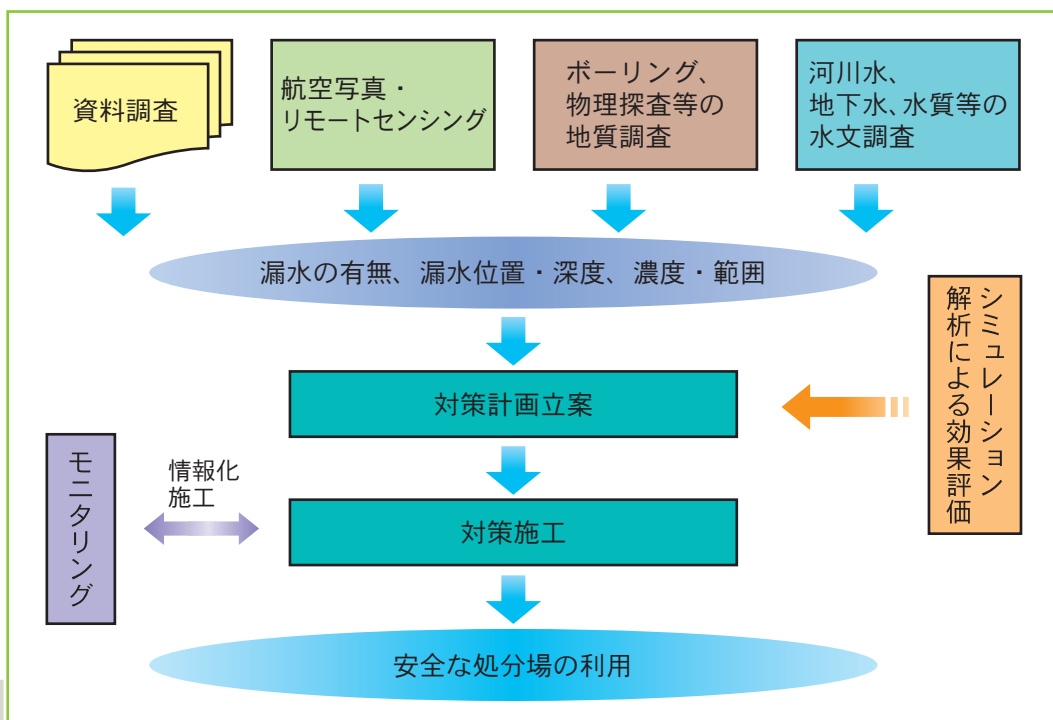 資料調査
航空写真・
リモートセンシング
ボーリング、
物理探査等の
地質調査
河川水、
地下水、水質等の
水文調査
漏水の有無、漏水位置・深度、濃度・範囲
シミュレーション
解析による効果評価
対策計画立案
モニタリング
情報化
施工
対策施工
安全な処分場の利用